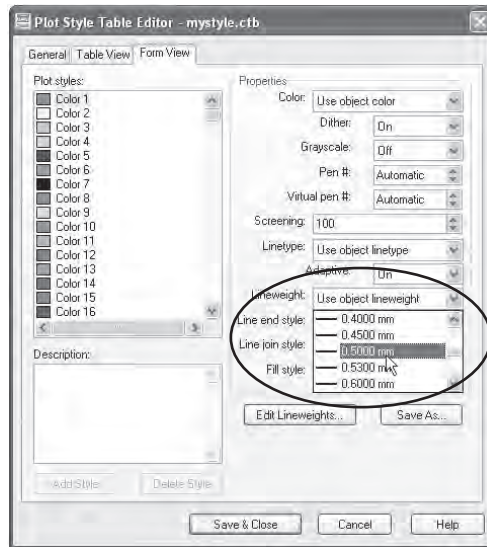 Plot Style Table Editor - mystyle.ctb
General Table View Form View
Plot styles:
Color 1
Color 2
Color 3
Color 4
Color 5
Color 6
Color 7
Color 8
Color 9
Color 10
Color 11
Color 12
Color 13
Color 14
Color 15
Color 16
Description:
Add Style
Delete Style
Properties
Color: Use object color
Dither: On
Grayscale: Off
Pen #: Automatic
Virtual pen #: Automatic
Screening: 100
Linetype: Use object linetype
Adaptive: On
Lineweight: Use object lineweight
Line end style: 0.4000 mm
0.4500 mm
Line join style: 0.5000 mm
Fill style: 0.5300 mm
0.6000 mm
Edit Lineweights... Save As...
Save & Close Cancel Help